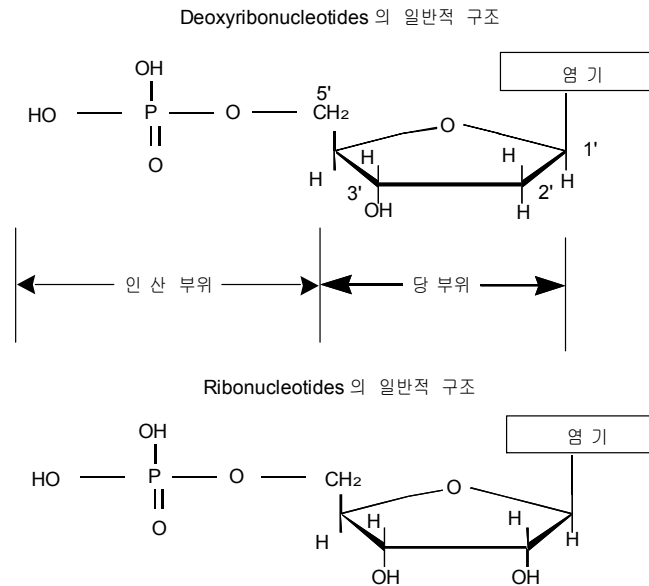 Deoxyribonucleotides 의 일반적 구조
OH
염 기
5'
HO P O CH₂
O
1'
O
H H
H 3' 2' H
OH H
인 산 부위 당 부위
Ribonucleotides 의 일반적 구조
OH
염 기
HO P O CH₂ O
O
H H
H H
OH OH